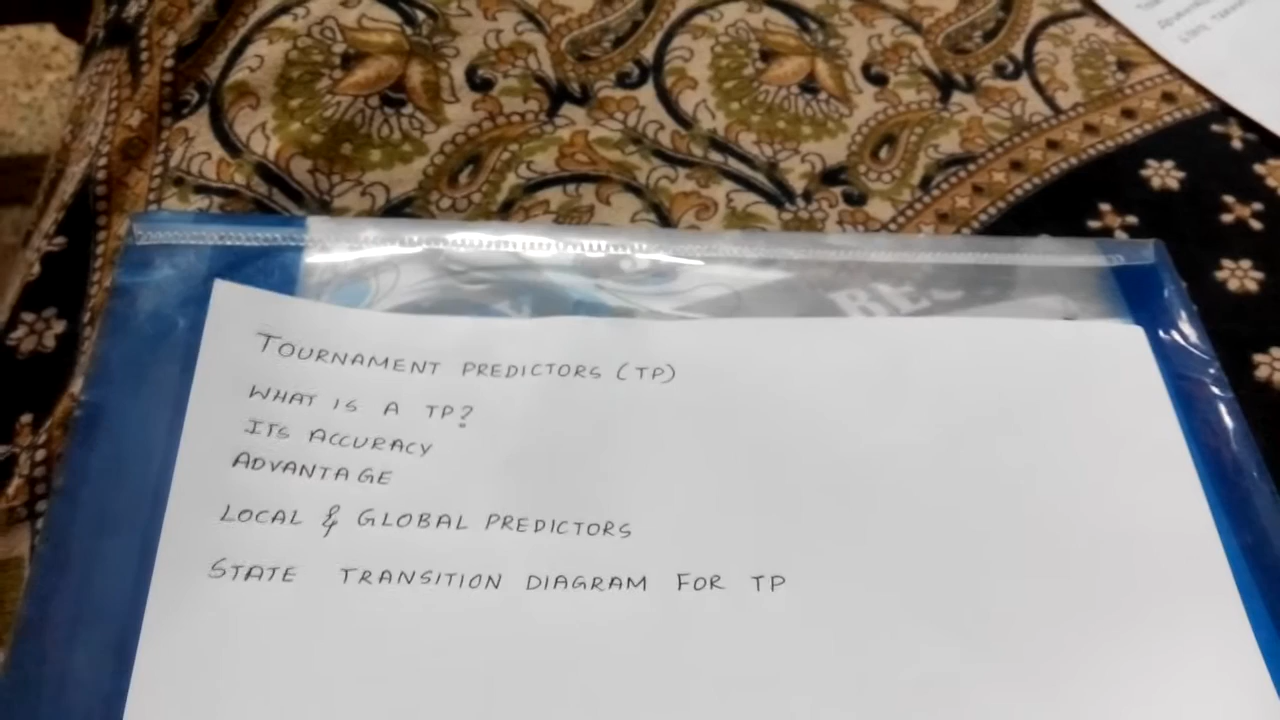 TOURNAMENT PREDICTORS (TP)
WHAT IS A TP?
ITS ACCURACY
ADVANTAGE
LOCAL & GLOBAL PREDICTORS
STATE TRANSITION DIAGRAM FOR TP